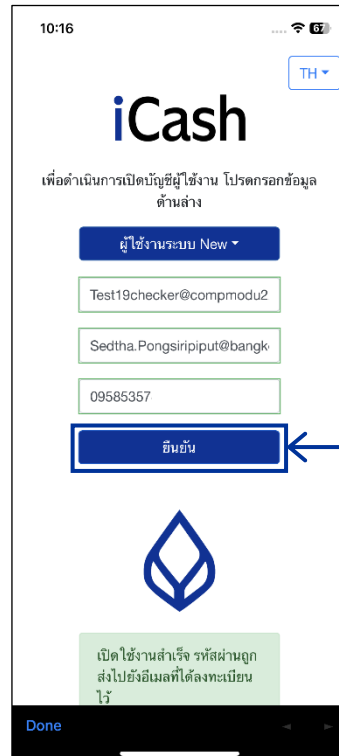 10:16
67
TH
iCash
เพื่อดำเนินการเปิดบัญชีผู้ใช้งาน โปรดกรอกข้อมูล
ด้านล่าง
ผู้ใช้งานระบบ New
Test19checker@compmodu2
Sedtha.Pongsiripiput@bangk
09585357
ยืนยัน
เปิดใช้งานสำเร็จ รหัสผ่านถูก
ส่งไปยังอีเมลที่ได้ลงทะเบียน
ไว้
Done